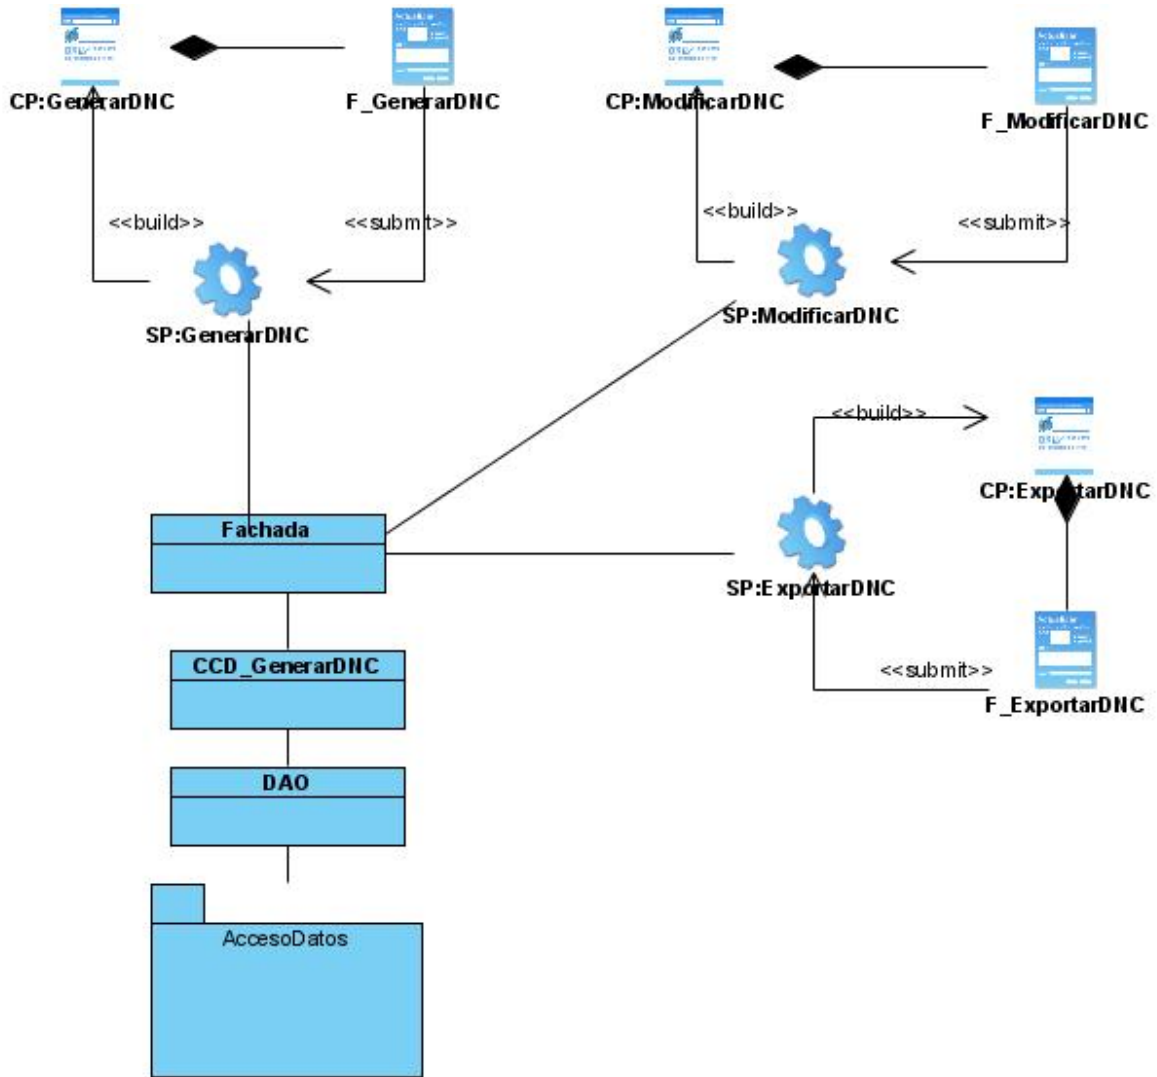 CP:GenerarDNC
F_GenerarDNC
CP:ModificarDNC
F_ModificarDNC
<<build>>
<<submit>>
<<build>>
<<submit>>
SP:GenerarDNC
SP:ModificarDNC
<<build>>
CP:ExportarDNC
Fachada
SP:ExportarDNC
CCD_GenerarDNC
<<submit>>
F_ExportarDNC
DAO
AccesoDatos